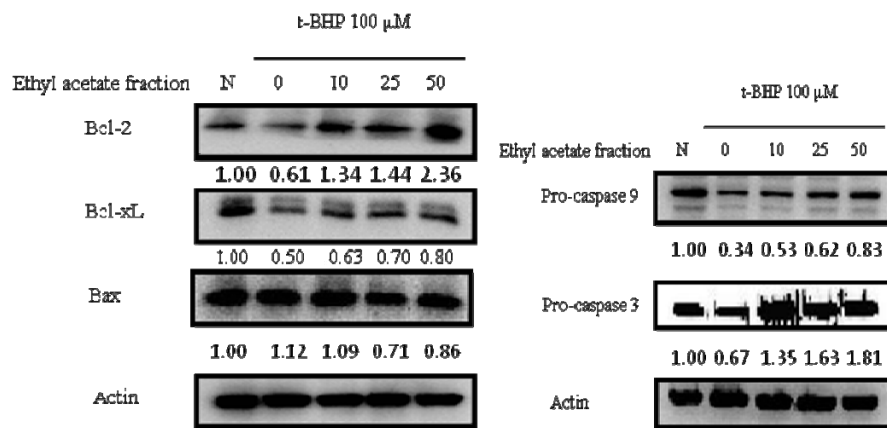 t-BHP 100 μM
Ethyl acetate fraction N 0 10 25 50
Bcl-2
1.00 0.61 1.34 1.44 2.36
Bcl-xL
1.00 0.50 0.63 0.70 0.80
Bax
1.00 1.12 1.09 0.71 0.86
Actin
t-BHP 100 μM
Ethyl acetate fraction N 0 10 25 50
Pro-caspase 9
1.00 0.34 0.53 0.62 0.83
Pro-caspase 3
1.00 0.67 1.35 1.63 1.81
Actin